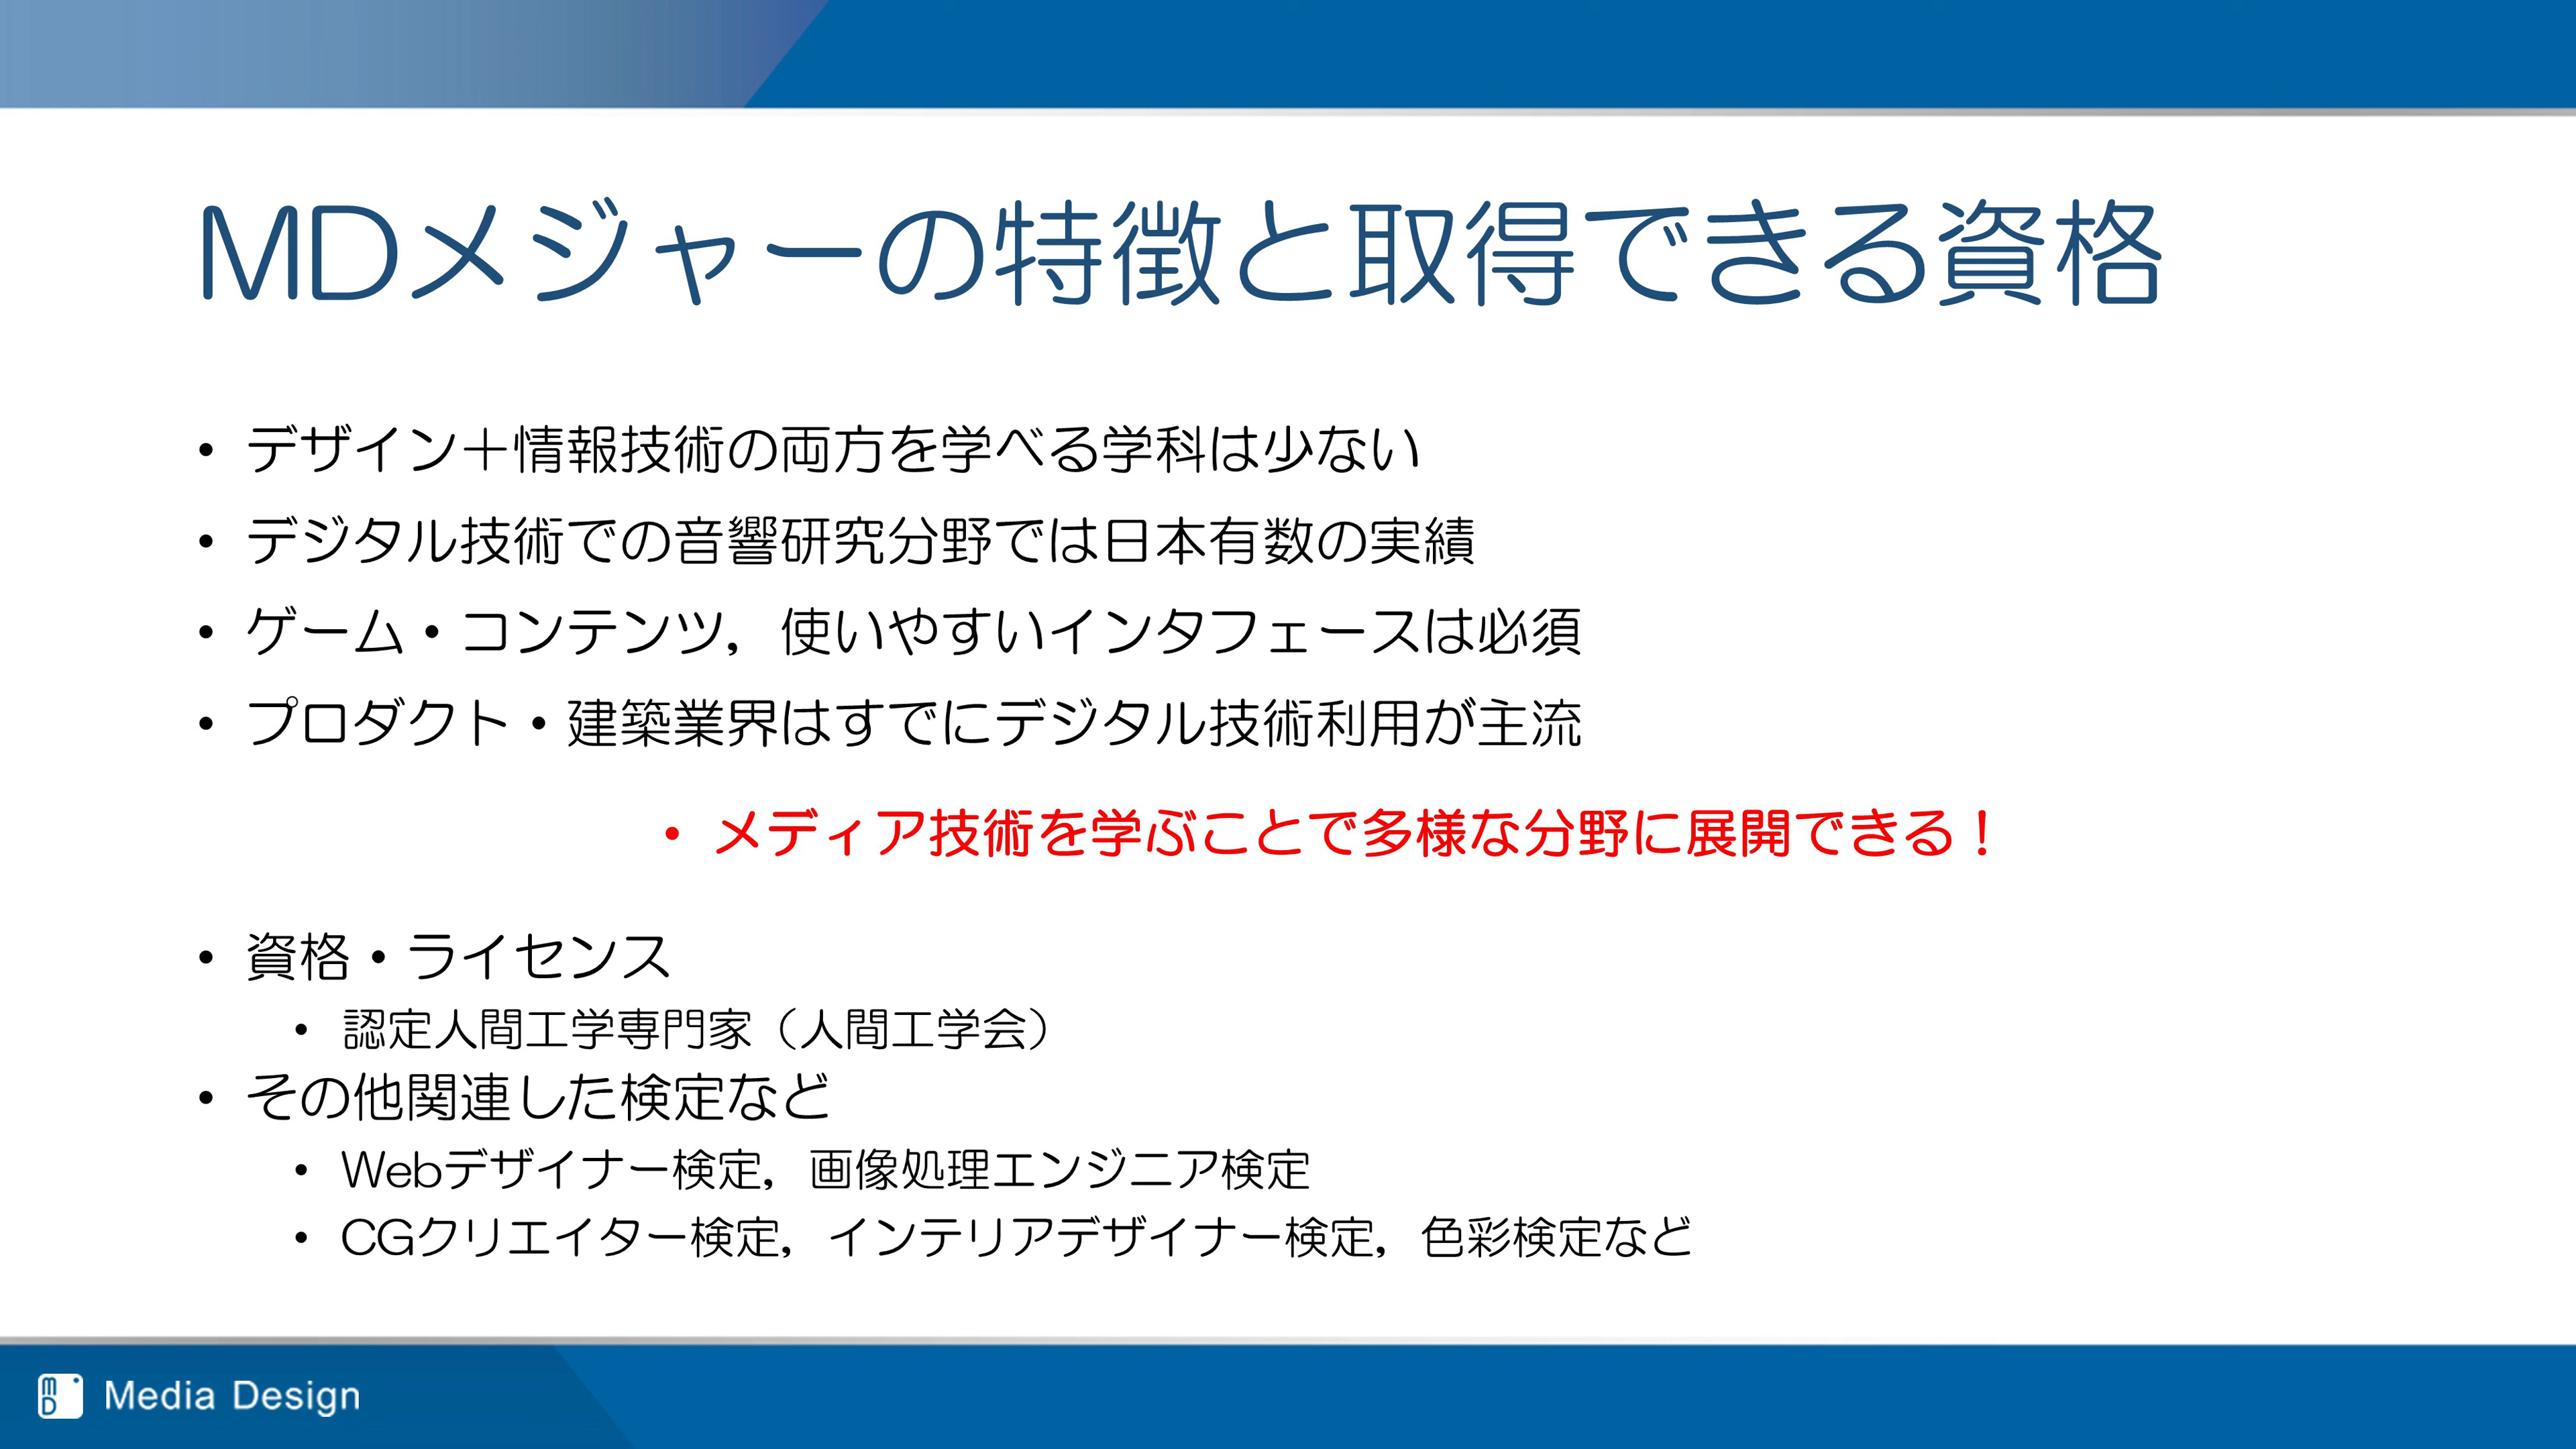 MDメジャーの特徴と取得できる資格
• デザイン＋情報技術の両方を学べる学科は少ない
• デジタル技術での音響研究分野では日本有数の実績
• ゲーム・コンテンツ，使いやすいインタフェースは必須
• プロダクト・建築業界はすでにデジタル技術利用が主流
• メディア技術を学ぶことで多様な分野に展開できる！
• 資格・ライセンス
• 認定人間工学専門家（人間工学会）
• その他関連した検定など
• Webデザイナー検定，画像処理エンジニア検定
• CGクリエイター検定，インテリアデザイナー検定，色彩検定など
mD Media Design